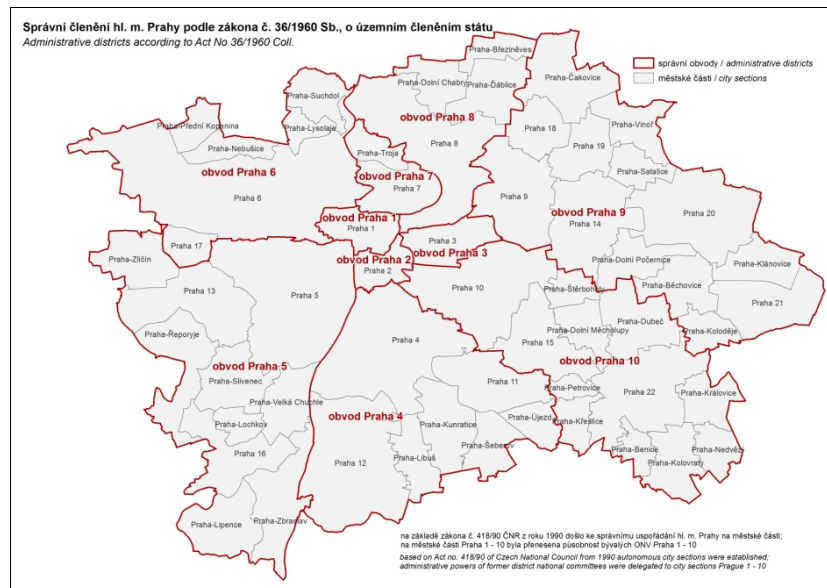 Správní členění hl. m. Prahy podle zákona č. 36/1960 Sb., o územním členěním státu
Administrative districts according to Act No 36/1960 Coll.
správní obvody / administrative districts
městské části / city sections
Praha-Březiněves
Praha-Čakovice
Praha-Dolní Chabry
Praha-Ďáblice
Praha-Suchdol
obvod Praha 8
Praha-Vinoř
Praha 18
Praha-Přední Kopanina
Praha-Lysolaje
Praha 8
Praha 19
Praha-Nebušice
Praha-Troja
obvod Praha 6
obvod Praha 7
Praha-Satalice
Praha 7
Praha 6
Praha 9
obvod Praha 9
Praha 20
obvod Praha 1
Praha 14
Praha 1
Praha 3
Praha 17
obvod Praha 3
Praha-Dolní Počernice
Praha-Zličín
obvod Praha 2
Praha-Klánovice
Praha 2
Praha 13
Praha 5
Praha 10
Praha-Štěrboholy
Praha-Běchovice
Praha 21
Praha-Řeporyje
Praha 4
Praha 15
Praha-Dolní Měcholupy
Praha-Dubeč
Praha-Koloděje
obvod Praha 5
obvod Praha 10
Praha-Slivenec
Praha 11
Praha-Petrovice
Praha 22
Praha-Královice
Praha-Velká Chuchle
obvod Praha 4
Praha-Újezd
Praha-Křeslice
Praha-Lochkov
Praha-Kunratice
Praha 16
Praha-Šeberov
Praha-Benice
Praha-Nedvězí
Praha 12
Praha-Libuš
Praha-Kolovraty
Praha-Lipence
Praha-Zbraslav
na základě zákona č. 418/90 ČNR z roku 1990 došlo ke správnímu uspořádání hl. m. Prahy na městské části;
na městské části Praha 1 - 10 byla přenesena působnost bývalých ONV Praha 1 - 10
based on Act no. 418/90 of Czech National Council from 1990 autonomous city sections were established;
administrative powers of former district national committees were delegated to city sections Prague 1 - 10